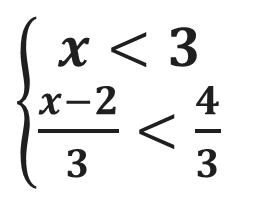 { x < 3
x-2/3 < 4/3